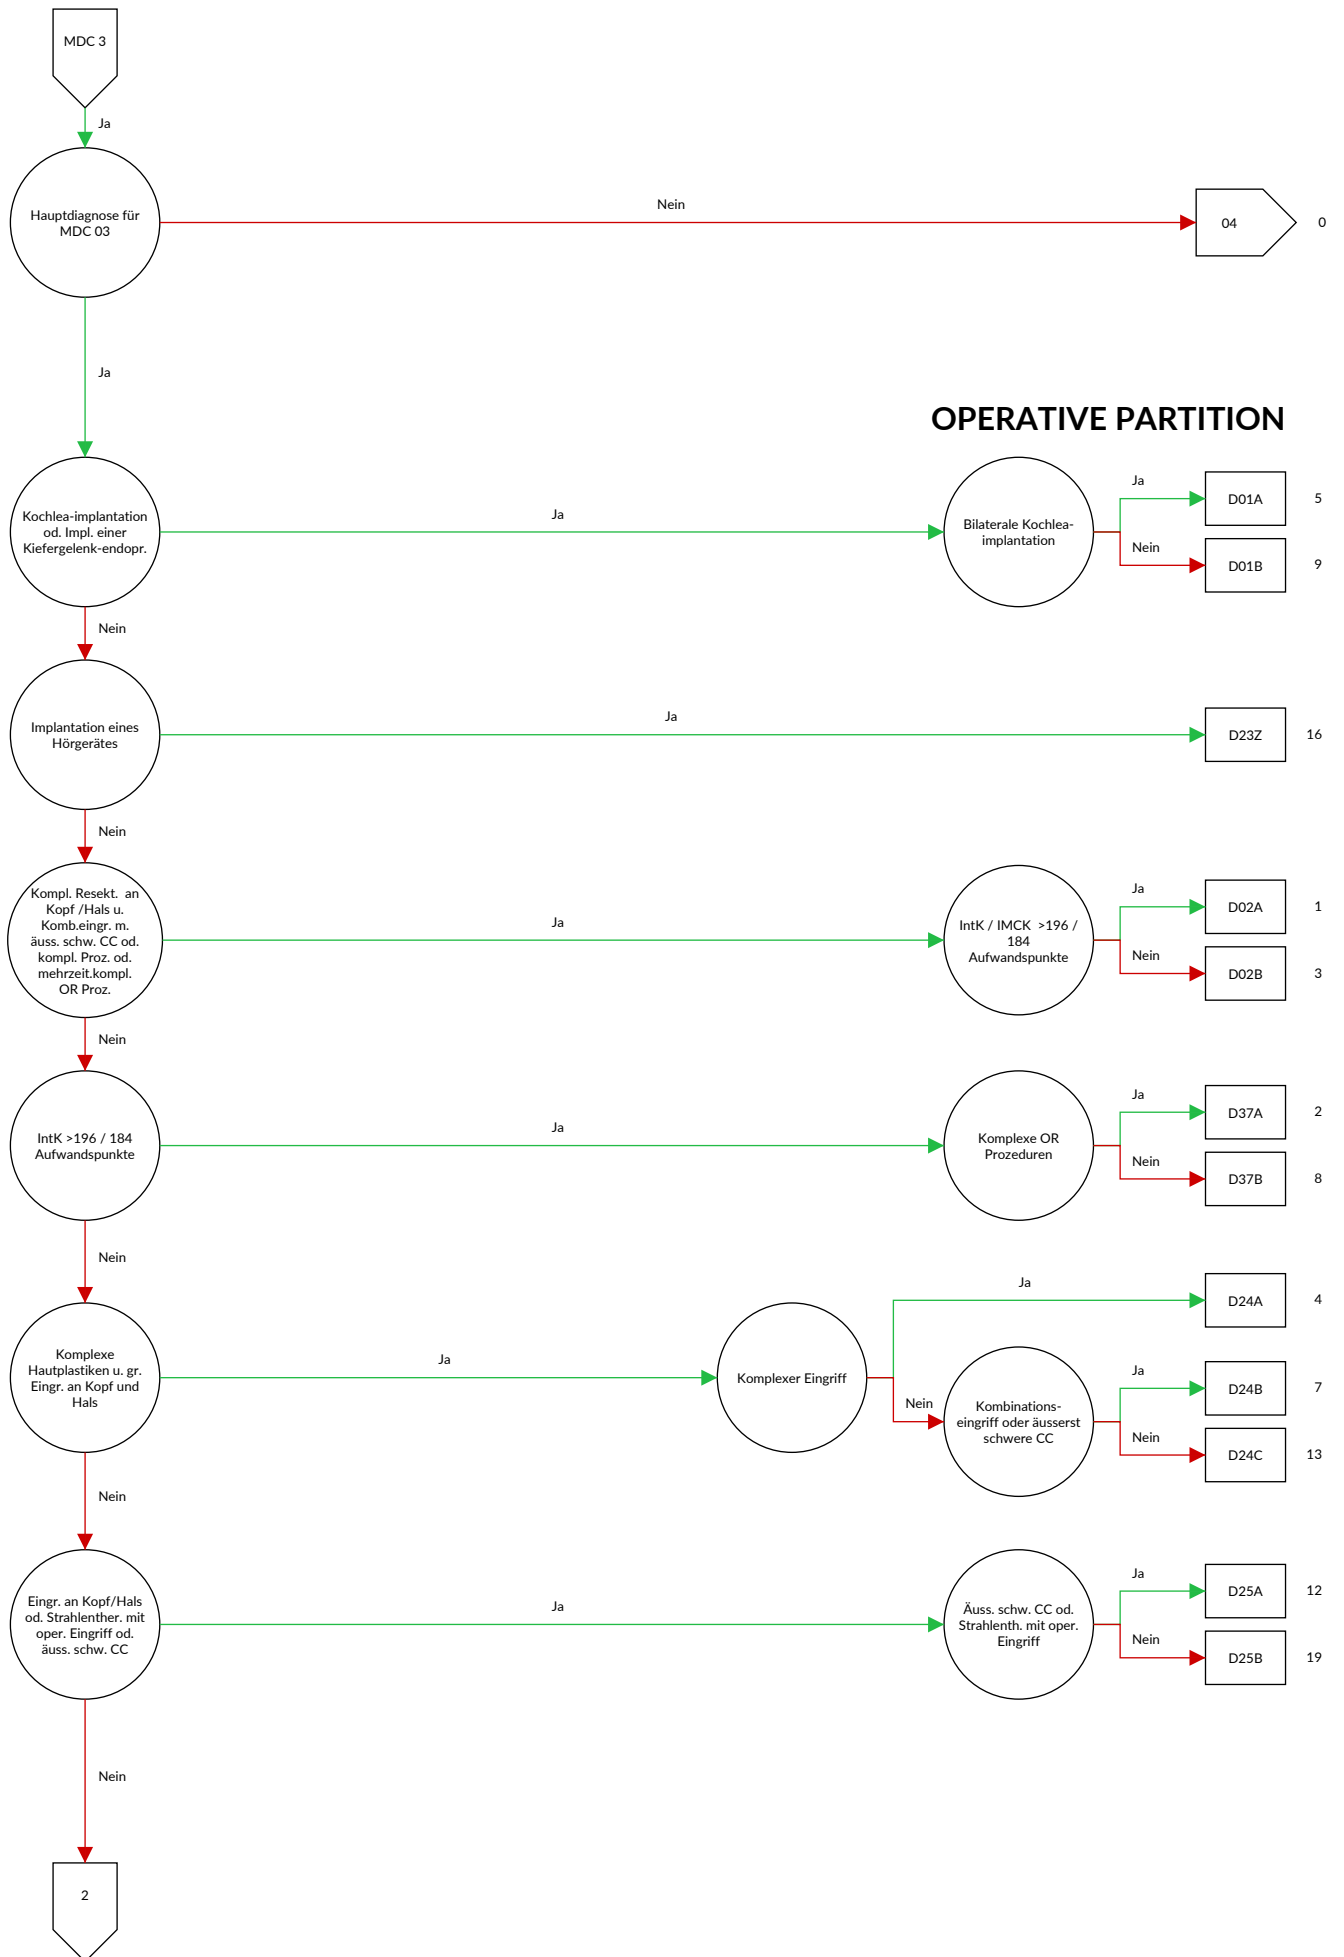 MDC 3
Ja
Hauptdiagnose für
MDC 03
Nein
04
0
Ja
OPERATIVE PARTITION
Kochlea-implantation
od. Impl. einer
Kiefergelenk-endopr.
Ja
Bilaterale Kochlea-
implantation
Ja
D01A
5
Nein
D01B
9
Nein
Implantation eines
Hörgerätes
Ja
D23Z
16
Nein
Kompl. Resekt. an
Kopf /Hals u.
Komb.eingr. m.
äuss. schw. CC od.
kompl. Proz. od.
mehrzeit.kompl.
OR Proz.
Ja
IntK / IMCK >196 /
184
Aufwandspunkte
Ja
D02A
1
Nein
D02B
3
Nein
IntK >196 / 184
Aufwandspunkte
Ja
Komplexe OR
Prozeduren
Ja
D37A
2
Nein
D37B
8
Nein
Komplexe
Hautplastiken u. gr.
Eingr. an Kopf und
Hals
Ja
Komplexer Eingriff
Ja
D24A
4
Nein
Kombinations-
eingriff oder äusserst
schwere CC
Ja
D24B
7
Nein
D24C
13
Nein
Eingr. an Kopf/Hals
od. Strahlenther. mit
oper. Eingriff od.
äuss. schw. CC
Ja
Äuss. schw. CC od.
Strahlenth. mit oper.
Eingriff
Ja
D25A
12
Nein
D25B
19
Nein
2